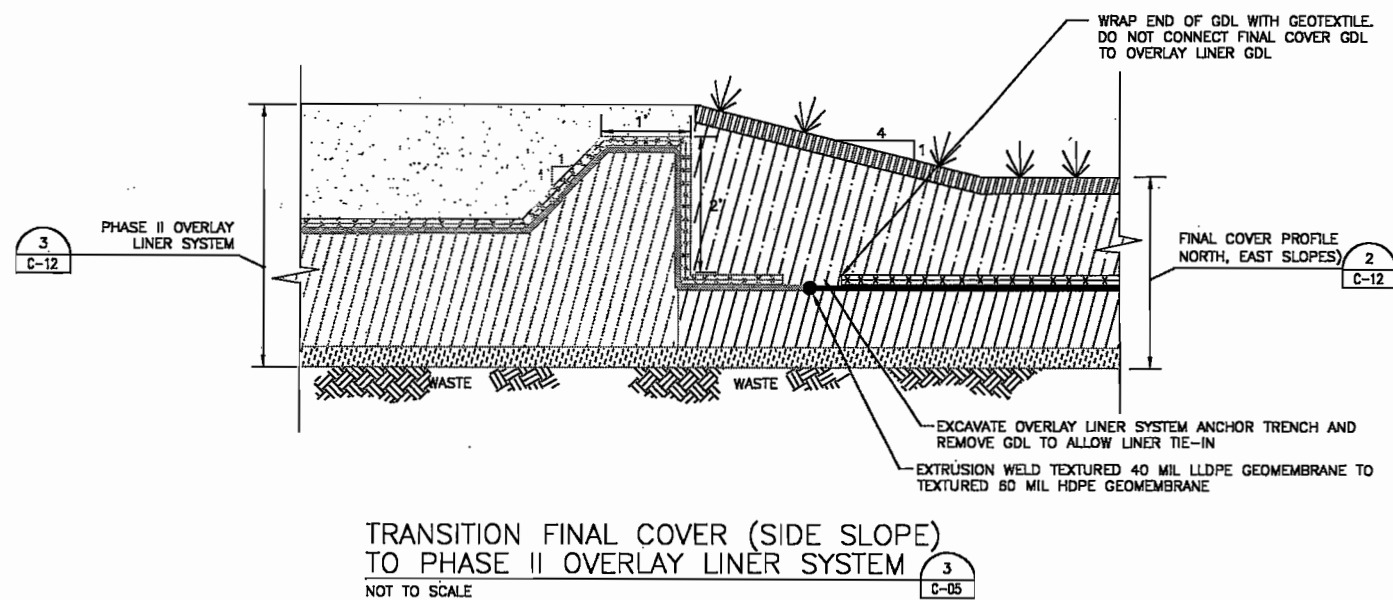 WRAP END OF GDL WITH GEOTEXTILE.
DO NOT CONNECT FINAL COVER GDL
TO OVERLAY LINER GDL
1'
4
1
1
1
2'
PHASE II OVERLAY
LINER SYSTEM
3
C-12
FINAL COVER PROFILE
NORTH, EAST SLOPES)
2
C-12
WASTE
WASTE
EXCAVATE OVERLAY LINER SYSTEM ANCHOR TRENCH AND
REMOVE GDL TO ALLOW LINER TIE-IN
EXTRUSION WELD TEXTURED 40 MIL LLDPE GEOMEMBRANE TO
TEXTURED 60 MIL HDPE GEOMEMBRANE
TRANSITION FINAL COVER (SIDE SLOPE)
TO PHASE II OVERLAY LINER SYSTEM
3
C-05
NOT TO SCALE